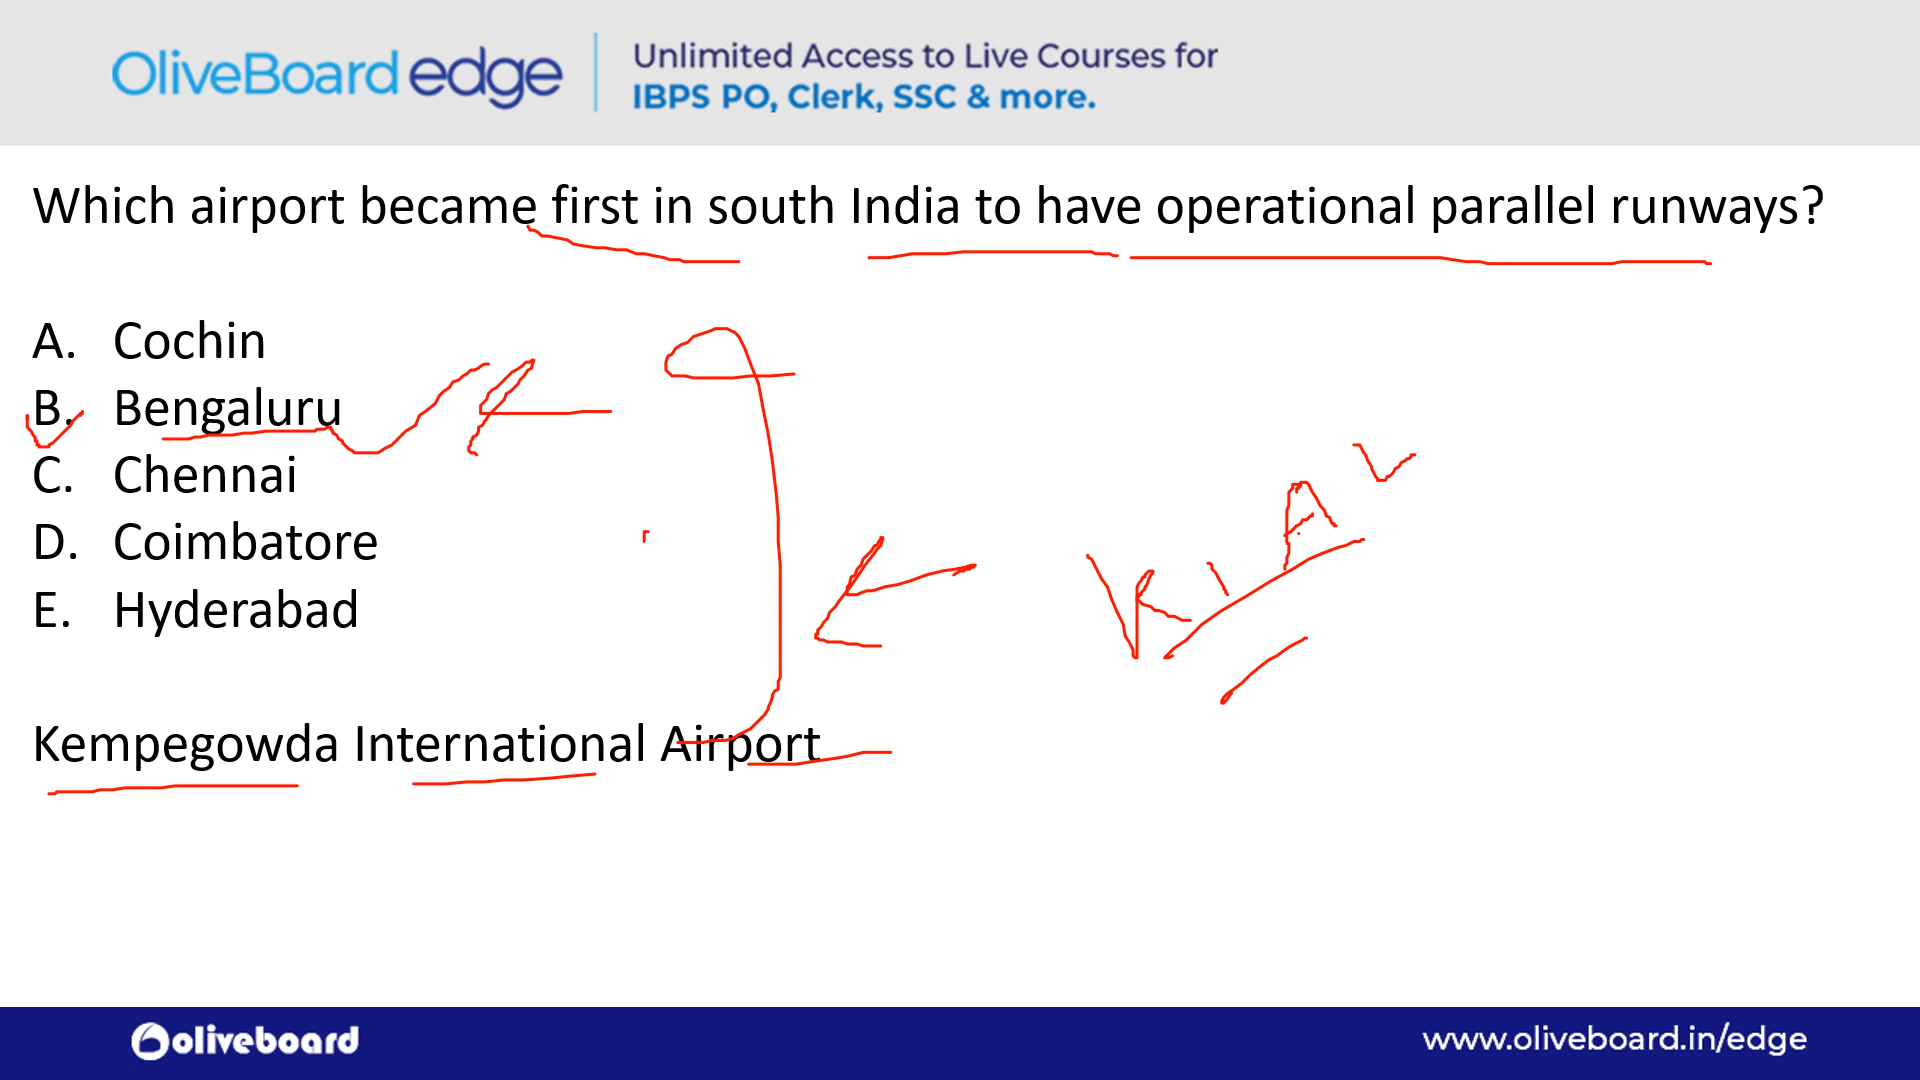 OliveBoard edge
Unlimited Access to Live Courses for
IBPS PO, Clerk, SSC & more.
Which airport became first in south India to have operational parallel runways?
A. Cochin
B. Bengaluru
C. Chennai
D. Coimbatore
E. Hyderabad
KIA
Kempegowda International Airport
oliveboard
www.oliveboard.in/edge